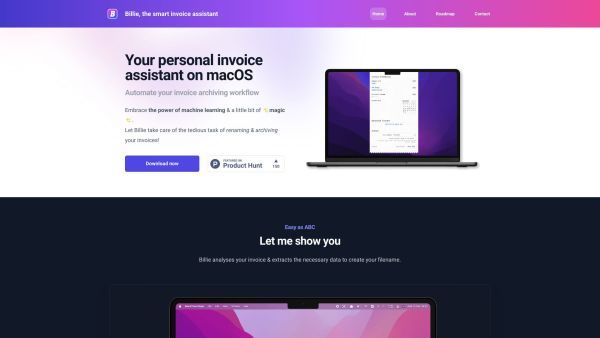 B
Billie, the smart invoice assistant
Home
About
Roadmap
Contact
Your personal invoice
assistant on macOS
Automate your invoice archiving workflow
Embrace the power of machine learning & a little bit of ✨magic
✨.
Let Billie take care of the tedious task of renaming & archiving
your invoices!
Download now
P
FEATURED ON
Product Hunt
▲
158
Easy as ABC
Let me show you
Billie analyses your invoice & extracts the necessary data to create your filename.